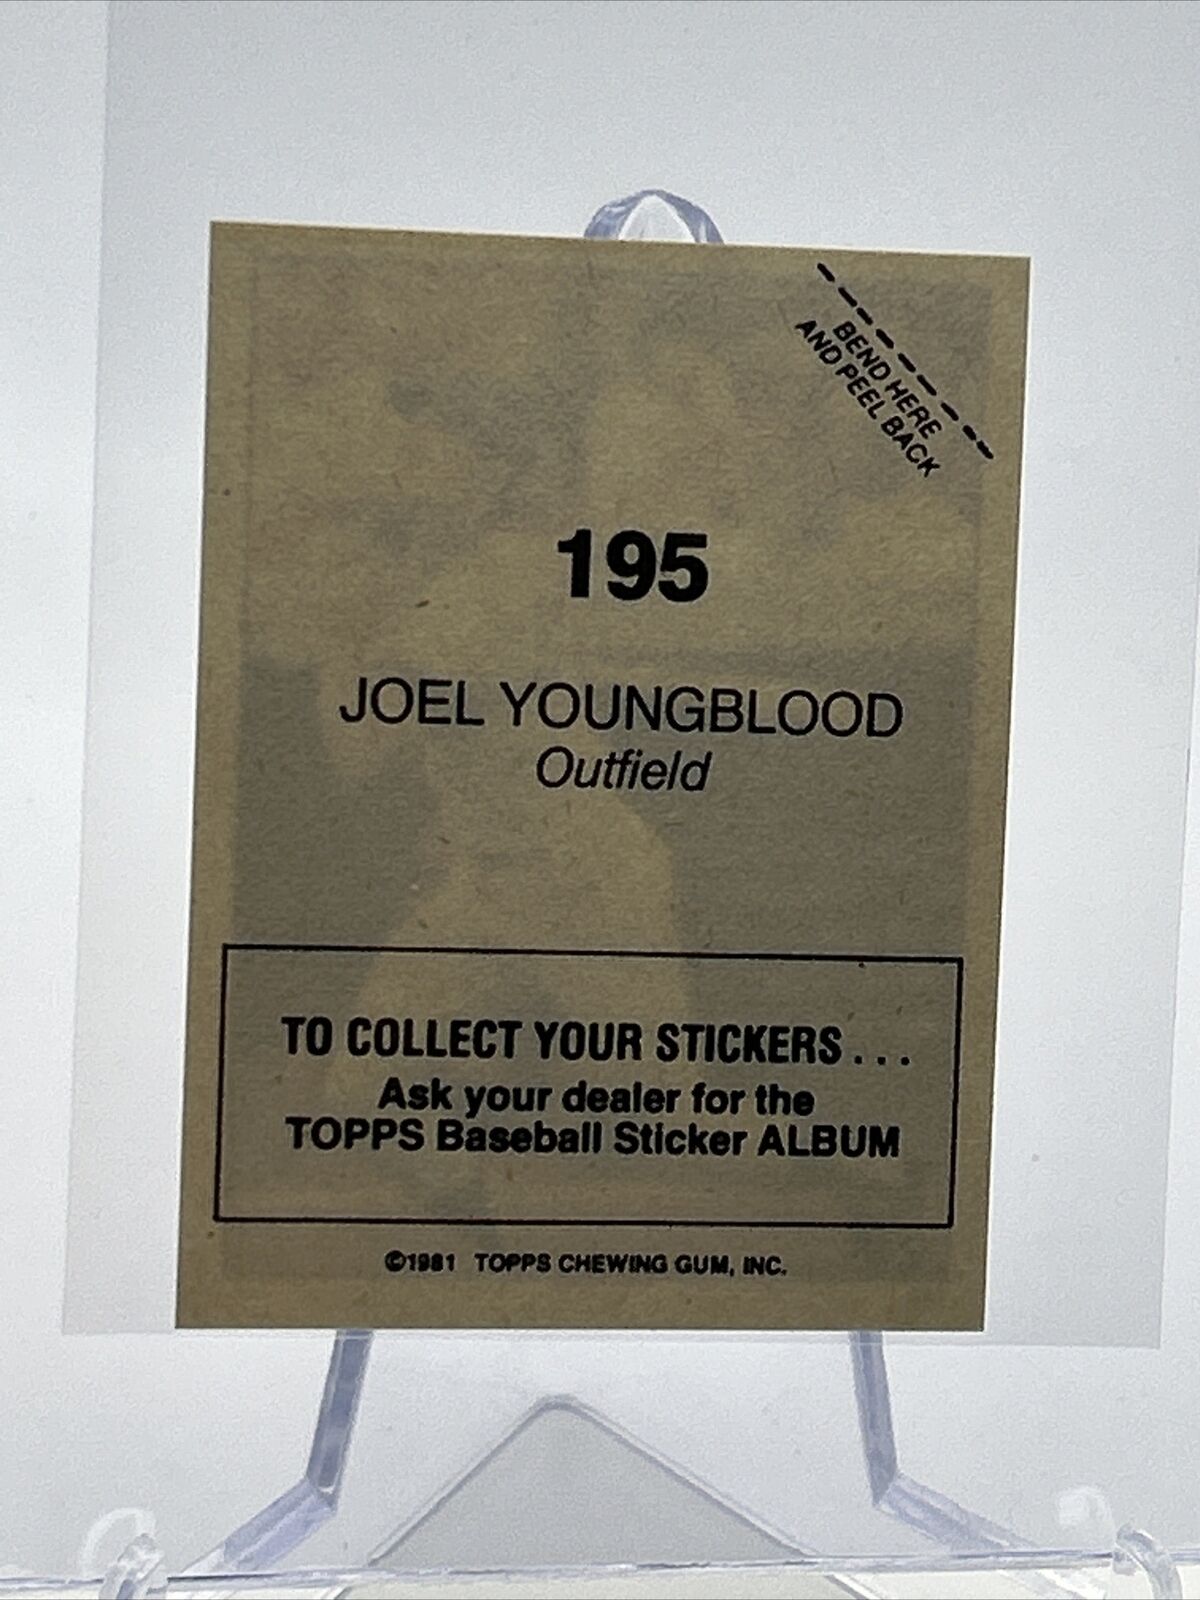 BEND HERE
AND PEEL BACK
195
JOEL YOUNGBLOOD
Outfield
TO COLLECT YOUR STICKERS...
Ask your dealer for the
TOPPS Baseball Sticker ALBUM
©1981 TOPPS CHEWING GUM, INC.